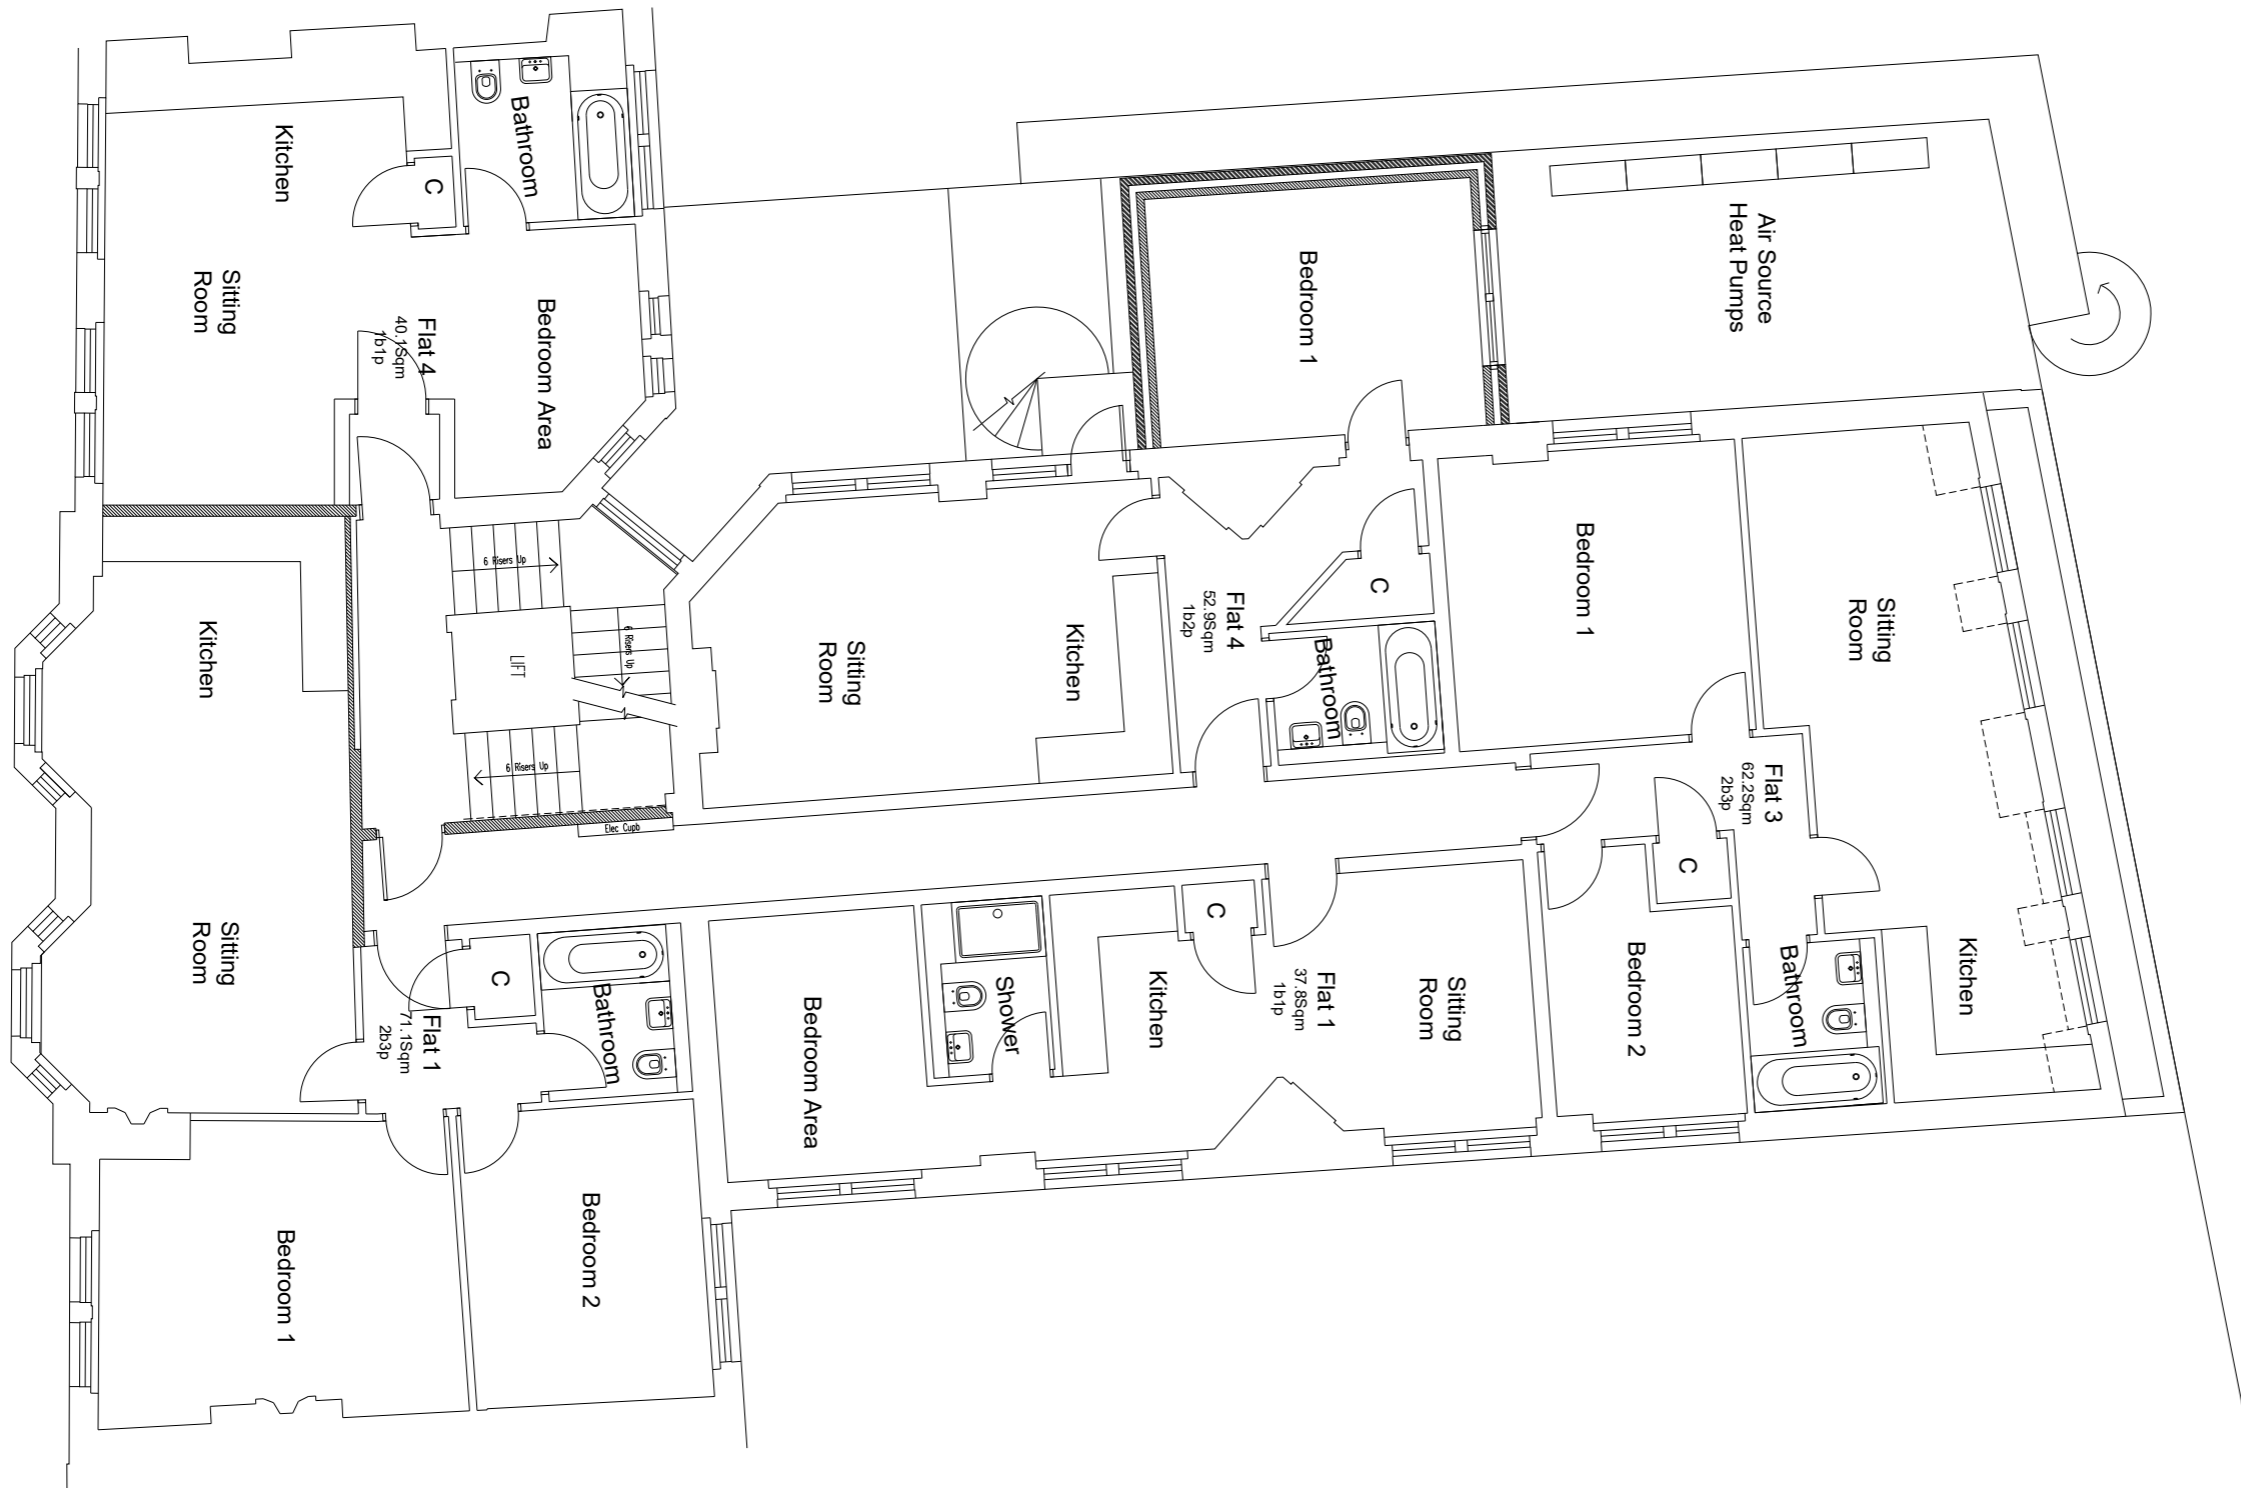 Kitchen
Bathroom
C
Sitting
Room
Flat 4
40.1Sqm
1b1p
Bedroom Area
Bedroom 1
Air Source
Heat Pumps
6 Risers Up
6 Risers Up
LIFT
6 Risers Up
Elec Cupb
Kitchen
Sitting
Room
Sitting
Room
Kitchen
Flat 4
52.9Sqm
1b2p
C
Bathroom
Bedroom 1
Sitting
Room
Flat 3
62.2Sqm
2b3p
C
Bedroom 2
Bathroom
Kitchen
C
Bathroom
Flat 1
71.1Sqm
2b3p
Bedroom 1
Bedroom 2
Bedroom Area
Shower
Kitchen
C
Flat 1
37.8Sqm
1b1p
Sitting
Room